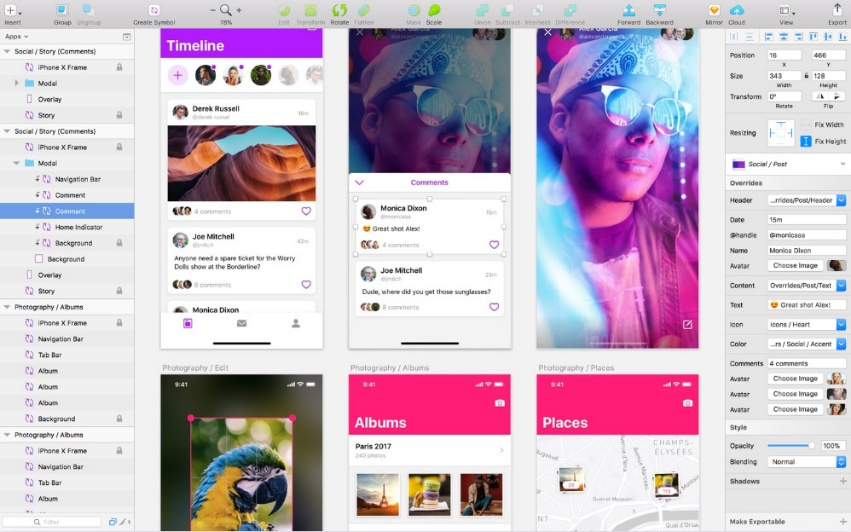 Insert
Group
Ungroup
Create Symbol
78%
Edit
Transform
Rotate
Flatten
Mask
Scale
Union
Subtract
Intersect
Difference
Forward
Backward
Mirror
Cloud
View
Export
Apps
Social / Story (Comments)
iPhone X Frame
Modal
Overlay
Story
Social / Story (Comments)
iPhone X Frame
Modal
Navigation Bar
Comment
Comment
Home Indicator
Background
Background
Overlay
Story
Photography / Albums
iPhone X Frame
Navigation Bar
Tab Bar
Album
Album
Album
Background
Photography / Albums
iPhone X Frame
Navigation Bar
Tab Bar
Album
Album
Filter
1
Timeline
Derek Russell
@derek.russel
16m
4 comments
Joe Mitchell
@jmitch
42m
Anyone need a spare ticket for the Worry
Dolls show at the Borderline?
8 comments
Monica Dixon
Alex Garcia
Comments
Monica Dixon
@monicaaa
15m
😍 Great shot Alex!
4 comments
Joe Mitchell
@jmitch
23m
Dude, where did you get those sunglasses?
8 comments
Photography / Edit
9:41
Photography / Albums
9:41
Albums
Paris 2017
240 photos
Photography / Places
9:41
Places
CHAMPS-
ÉLYSÉES
Quai d'Orsay
Position
16
466
X
Y
Size
343
128
Width
Height
Transform
0°
Rotate
Flip
Resizing
Fix Width
Fix Height
Social / Post
Overrides
Header
...rrides/Post/Header
Date
15m
@handle
@monicaaa
Name
Monica Dixon
Avatar
Choose Image
Content
Overrides/Post/Text
Text
😍 Great shot Alex!
Icon
Icons / Heart
Color
...rs / Social / Accent
Comments
4 comments
Avatar
Choose Image
Avatar
Choose Image
Avatar
Choose Image
Style
Opacity
100%
Blending
Normal
Shadows
Make Exportable